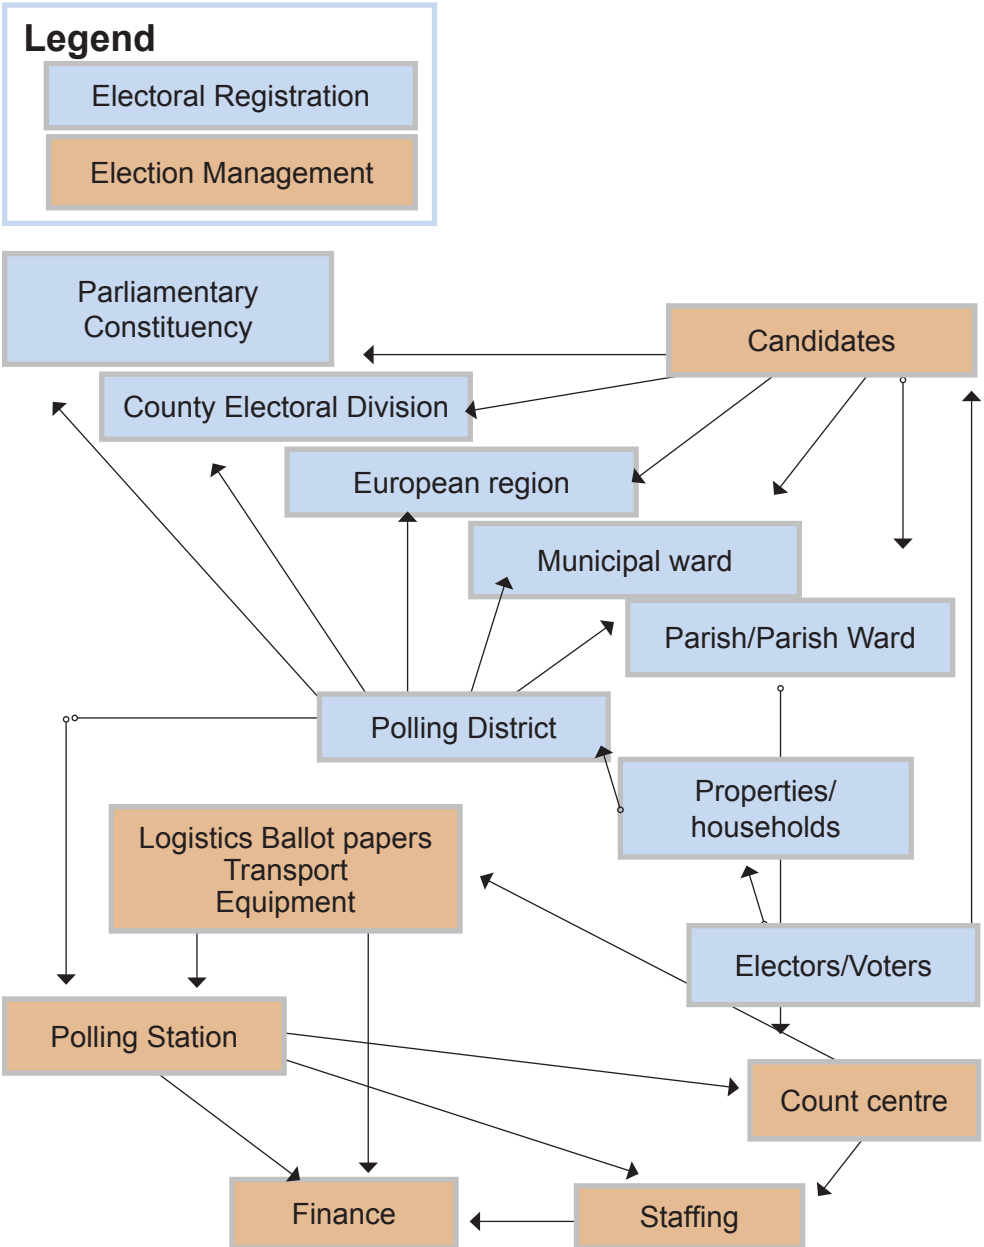 Legend
Electoral Registration
Election Management
Parliamentary
Constituency
Candidates
County Electoral Division
European region
Municipal ward
Parish/Parish Ward
Polling District
Properties/
households
Logistics Ballot papers
Transport
Equipment
Electors/Voters
Polling Station
Count centre
Finance
Staffing